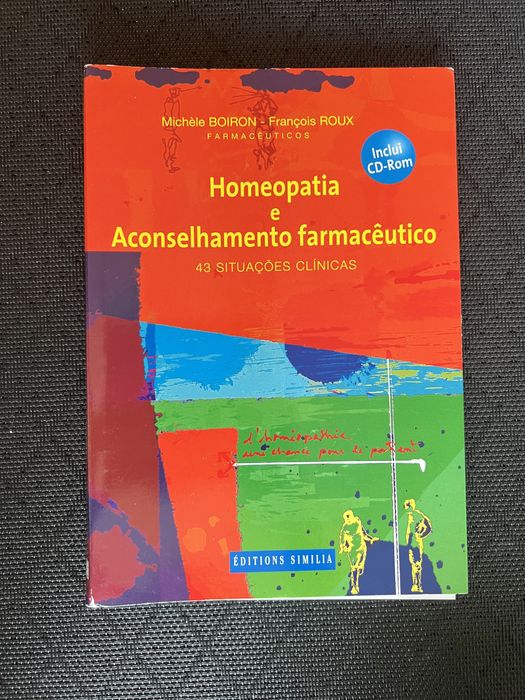 Michèle BOIRON - François ROUX
FARMACÊUTICOS
Inclui
CD-Rom
Homeopatia
e
Aconselhamento farmacêutico
43 SITUAÇÕES CLÍNICAS
l'homéopathie
une chance pour le patient
ÉDITIONS SIMILIA